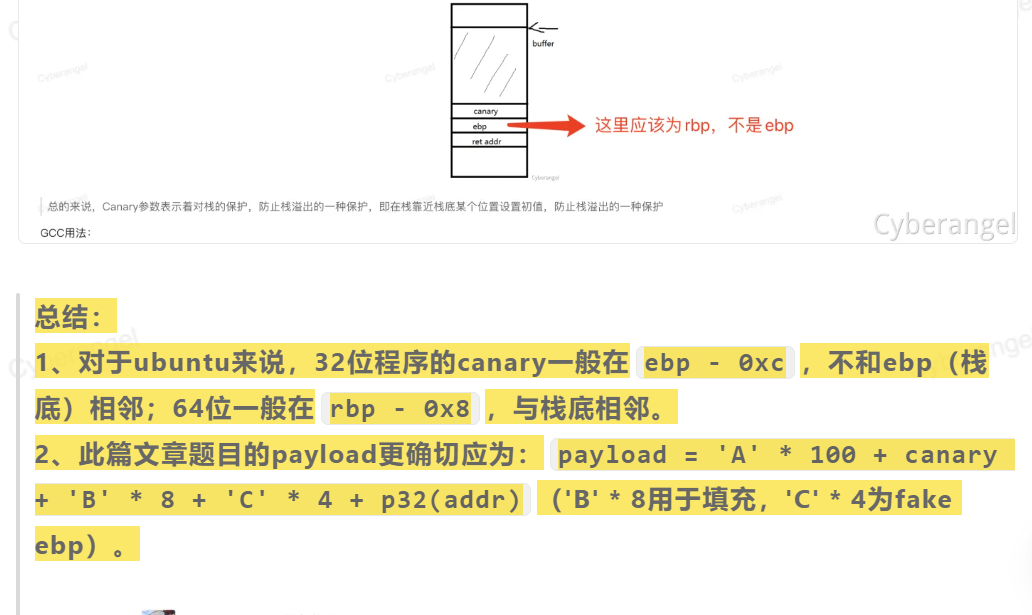 buffer
canary
ebp
这里应该为rbp，不是ebp
ret addr
Cyberangel
总的来说，Canary参数表示着对栈的保护，防止栈溢出的一种保护，即在栈靠近栈底某个位置设置初值，防止栈溢出的一种保护
Cyberangel
GCC用法：
总结：
1、对于ubuntu来说，32位程序的canary一般在 ebp - 0xc ，不和ebp（栈
底）相邻；64位一般在 rbp - 0x8 ，与栈底相邻。
2、此篇文章题目的payload更确切应为： payload = 'A' * 100 + canary
+ 'B' * 8 + 'C' * 4 + p32(addr) （'B' * 8用于填充，'C' * 4为fake
ebp）。